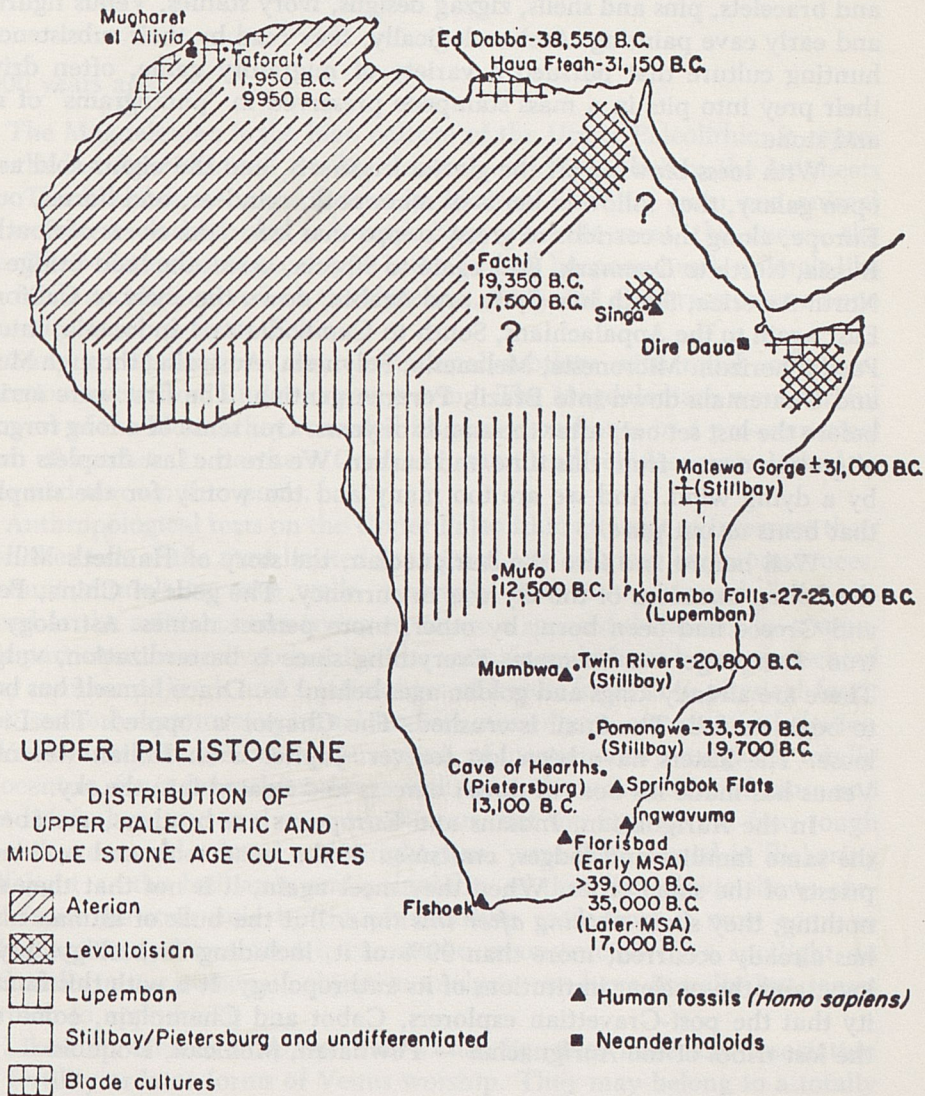 Mugharet
el Aliyia
Taforalt
11,950 B.C.
9950 B.C.
Ed Dabba-38,550 B.C.
Haua Fteah-31,150 B.C.
?
Fachi
19,350 B.C.
17,500 B.C.
?
Singa
Dire Daua
Malewa Gorge±31,000 B.C.
(Stillbay)
Mufo
12,500 B.C.
Kalambo Falls-27-25,000 B.C.
(Lupemban)
Mumbwa
Twin Rivers-20,800 B.C.
(Stillbay)
Pomongwe-33,570 B.C.
(Stillbay) 19,700 B.C.
Cave of Hearths.
(Pietersburg)
13,100 B.C.
Springbok Flats
Ingwavuma
Florisbad
(Early MSA)
>39,000 B.C.
35,000 B.C.
(Later MSA)
17,000 B.C.
Fishoek
UPPER PLEISTOCENE
DISTRIBUTION OF
UPPER PALEOLITHIC AND
MIDDLE STONE AGE CULTURES
Aterian
Levalloisian
Lupemban
Stillbay/Pietersburg and undifferentiated
Blade cultures
Human fossils (Homo sapiens)
Neanderthaloids